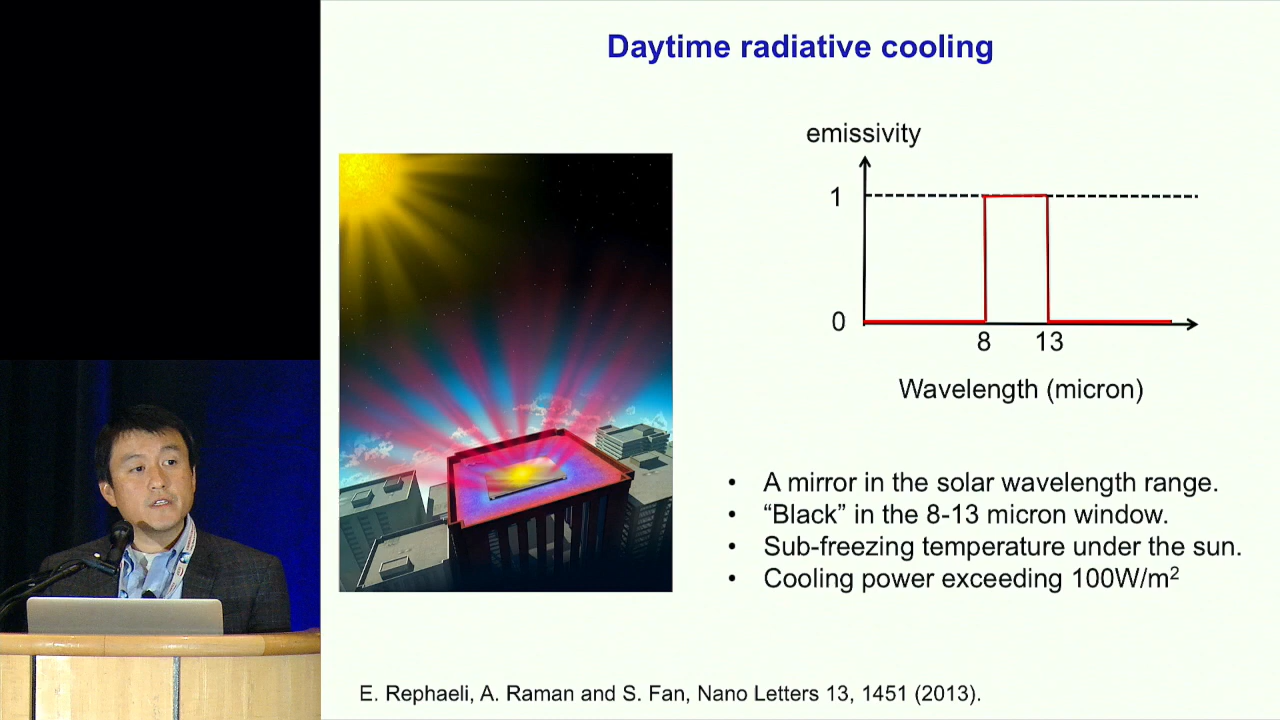 Daytime radiative cooling
emissivity
1
0
8 13
Wavelength (micron)
• A mirror in the solar wavelength range.
• “Black” in the 8-13 micron window.
• Sub-freezing temperature under the sun.
• Cooling power exceeding 100W/m²
E. Rephaeli, A. Raman and S. Fan, Nano Letters 13, 1451 (2013).